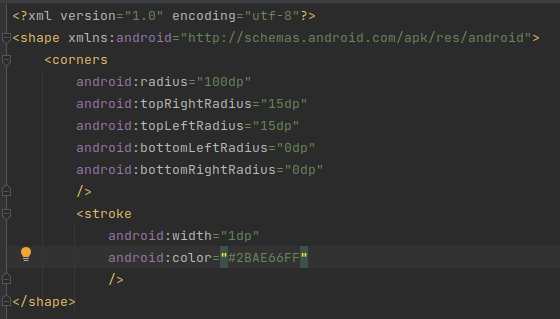 <?xml version="1.0" encoding="utf-8"?>
<shape xmlns:android="http://schemas.android.com/apk/res/android">
    <corners
        android:radius="100dp"
        android:topRightRadius="15dp"
        android:topLeftRadius="15dp"
        android:bottomLeftRadius="0dp"
        android:bottomRightRadius="0dp"
        />
        <stroke
            android:width="1dp"
            android:color="#2BAE66FF"
            />
</shape>